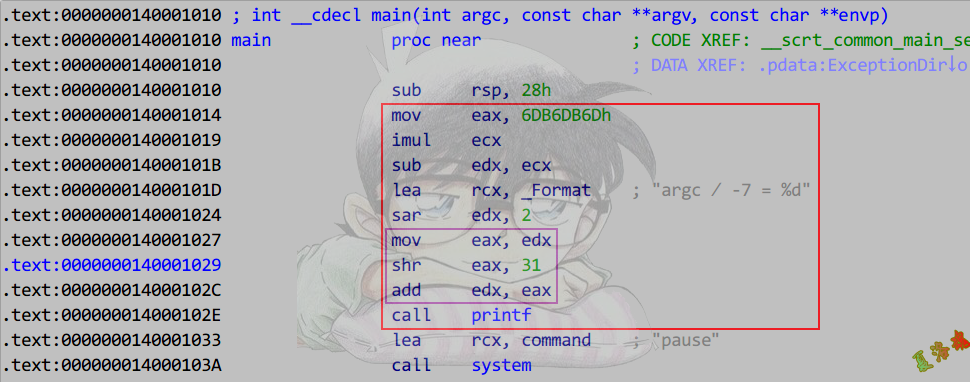 .text:0000000140001010 ; int __cdecl main(int argc, const char **argv, const char **envp)
.text:0000000140001010 main proc near ; CODE XREF: __scrt_common_main_se
.text:0000000140001010 ; DATA XREF: .pdata:ExceptionDir↓o
.text:0000000140001010 sub rsp, 28h
.text:0000000140001014 mov eax, 6DB6DB6Dh
.text:0000000140001019 imul ecx
.text:000000014000101B sub edx, ecx
.text:000000014000101D lea rcx, _Format ; "argc / -7 = %d"
.text:0000000140001024 sar edx, 2
.text:0000000140001027 mov eax, edx
.text:0000000140001029 shr eax, 31
.text:000000014000102C add edx, eax
.text:000000014000102E call printf
.text:0000000140001033 lea rcx, command ; "pause"
.text:000000014000103A call system